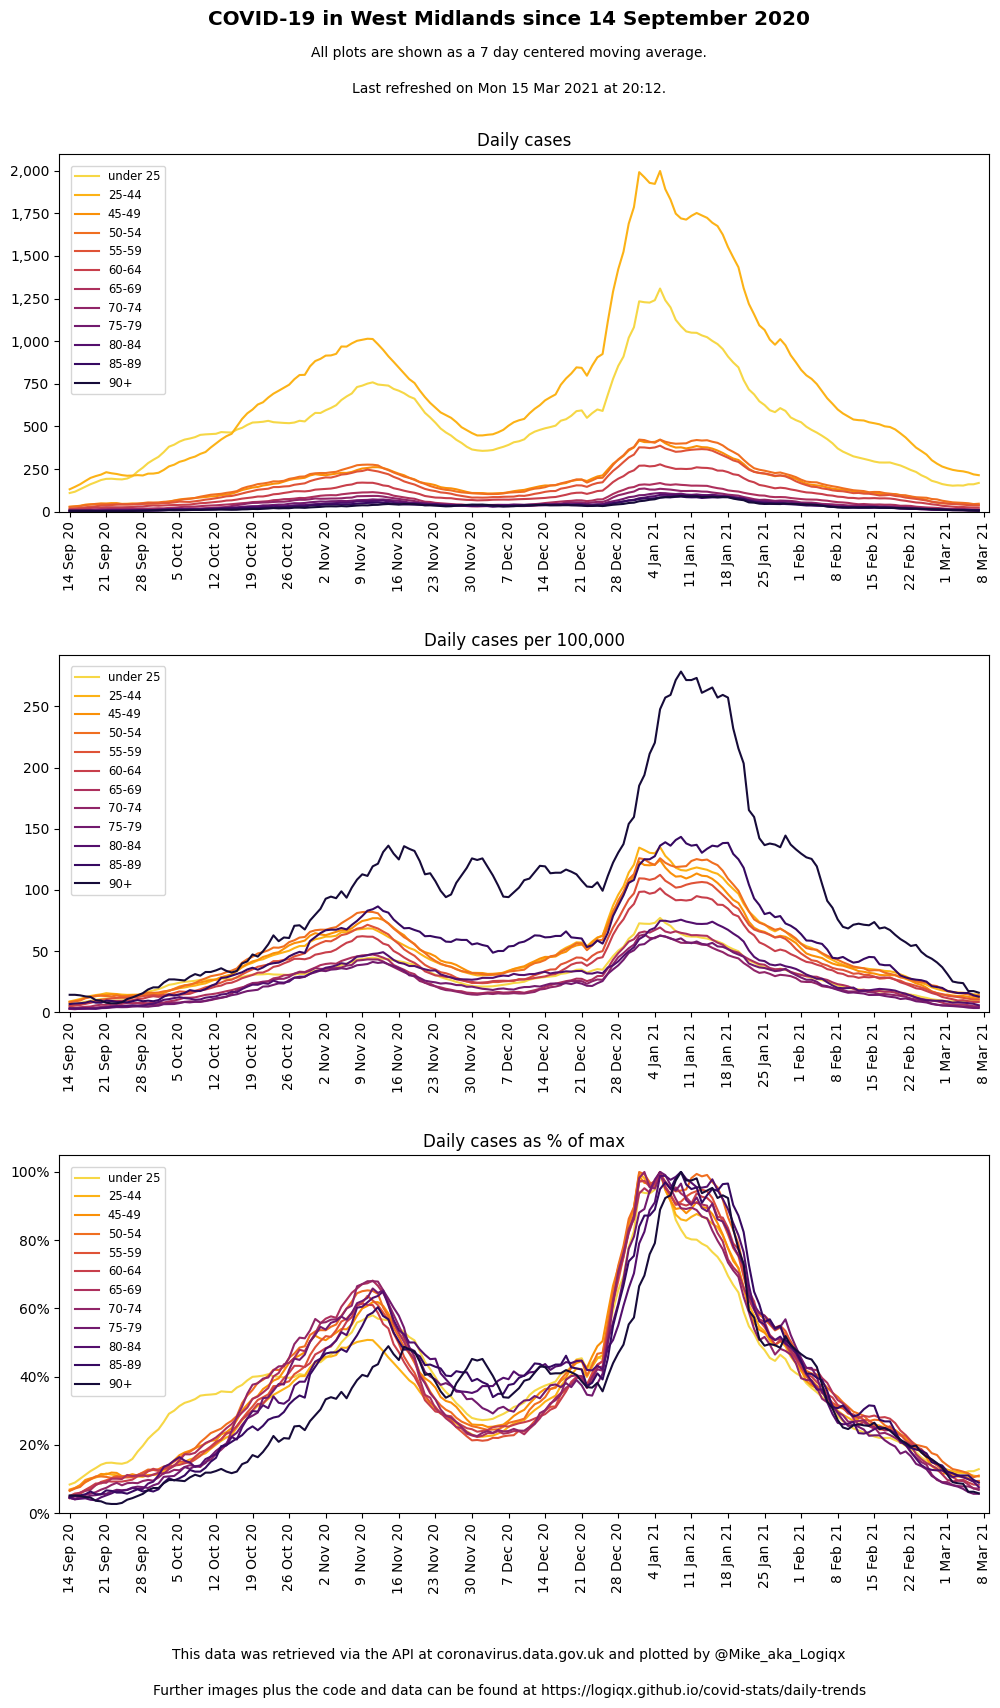 COVID-19 in West Midlands since 14 September 2020
All plots are shown as a 7 day centered moving average.
Last refreshed on Mon 15 Mar 2021 at 20:12.
Daily cases
2,000
1,750
1,500
1,250
1,000
750
500
250
0
under 25
25-44
45-49
50-54
55-59
60-64
65-69
70-74
75-79
80-84
85-89
90+
14 Sep 20
21 Sep 20
28 Sep 20
5 Oct 20
12 Oct 20
19 Oct 20
26 Oct 20
2 Nov 20
9 Nov 20
16 Nov 20
23 Nov 20
30 Nov 20
7 Dec 20
14 Dec 20
21 Dec 20
28 Dec 20
4 Jan 21
11 Jan 21
18 Jan 21
25 Jan 21
1 Feb 21
8 Feb 21
15 Feb 21
22 Feb 21
1 Mar 21
8 Mar 21
Daily cases per 100,000
250
200
150
100
50
0
under 25
25-44
45-49
50-54
55-59
60-64
65-69
70-74
75-79
80-84
85-89
90+
14 Sep 20
21 Sep 20
28 Sep 20
5 Oct 20
12 Oct 20
19 Oct 20
26 Oct 20
2 Nov 20
9 Nov 20
16 Nov 20
23 Nov 20
30 Nov 20
7 Dec 20
14 Dec 20
21 Dec 20
28 Dec 20
4 Jan 21
11 Jan 21
18 Jan 21
25 Jan 21
1 Feb 21
8 Feb 21
15 Feb 21
22 Feb 21
1 Mar 21
8 Mar 21
Daily cases as % of max
100%
80%
60%
40%
20%
0%
under 25
25-44
45-49
50-54
55-59
60-64
65-69
70-74
75-79
80-84
85-89
90+
14 Sep 20
21 Sep 20
28 Sep 20
5 Oct 20
12 Oct 20
19 Oct 20
26 Oct 20
2 Nov 20
9 Nov 20
16 Nov 20
23 Nov 20
30 Nov 20
7 Dec 20
14 Dec 20
21 Dec 20
28 Dec 20
4 Jan 21
11 Jan 21
18 Jan 21
25 Jan 21
1 Feb 21
8 Feb 21
15 Feb 21
22 Feb 21
1 Mar 21
8 Mar 21
This data was retrieved via the API at coronavirus.data.gov.uk and plotted by @Mike_aka_Logiqx
Further images plus the code and data can be found at https://logiqx.github.io/covid-stats/daily-trends